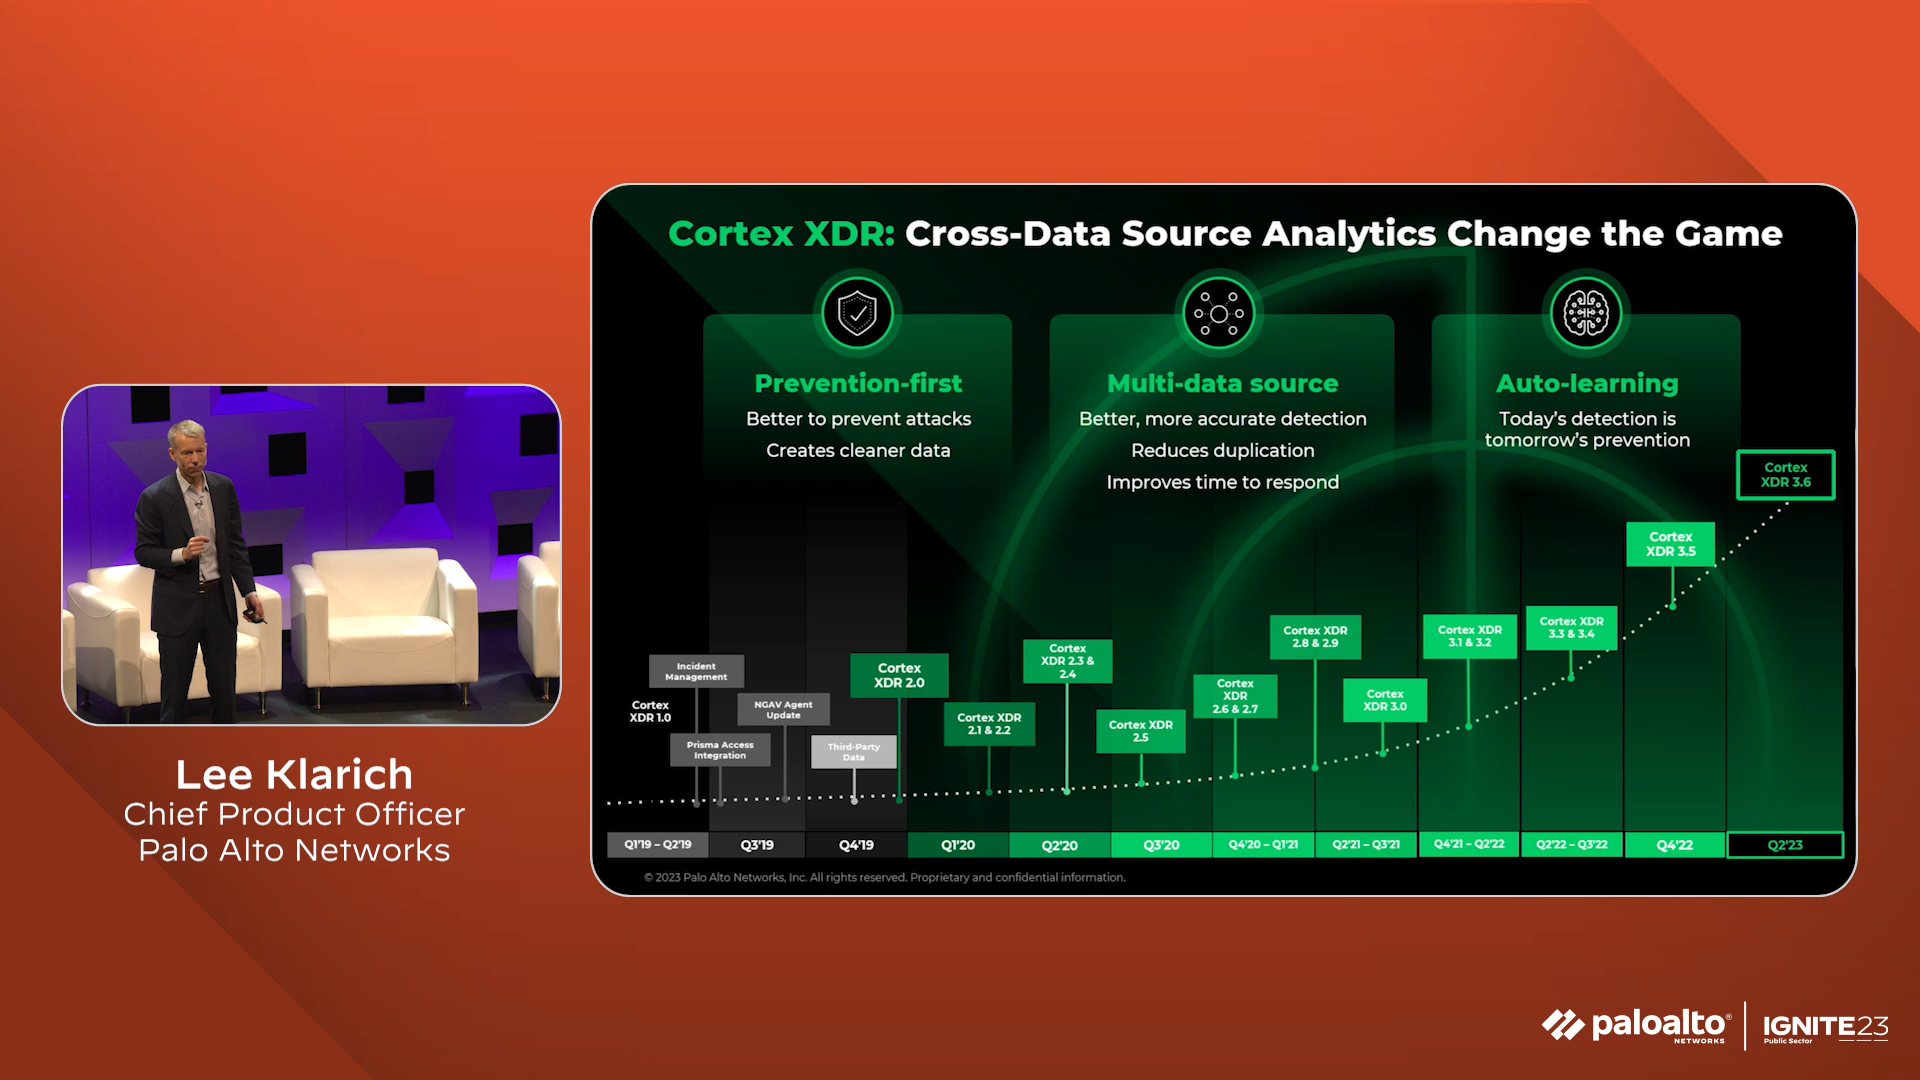 Cortex XDR: Cross-Data Source Analytics Change the Game
Prevention-first
Better to prevent attacks
Creates cleaner data
Multi-data source
Better, more accurate detection
Reduces duplication
Improves time to respond
Auto-learning
Today's detection is
tomorrow's prevention
Cortex
XDR 1.0
Incident
Management
Prisma Access
Integration
NGAV Agent
Update
Third-Party
Data
Cortex
XDR 2.0
Cortex XDR
2.1 & 2.2
Cortex
XDR 2.3 &
2.4
Cortex XDR
2.5
Cortex
XDR
2.6 & 2.7
Cortex XDR
2.8 & 2.9
Cortex
XDR 3.0
Cortex XDR
3.1 & 3.2
Cortex XDR
3.3 & 3.4
Cortex
XDR 3.5
Cortex
XDR 3.6
Q1'19 – Q2'19
Q3'19
Q4'19
Q1'20
Q2'20
Q3'20
Q4'20 – Q1'21
Q2'21 – Q3'21
Q4'21 – Q2'22
Q2'22 – Q3'22
Q4'22
Q2'23
© 2023 Palo Alto Networks, Inc. All rights reserved. Proprietary and confidential information.
Lee Klarich
Chief Product Officer
Palo Alto Networks
paloalto®
NETWORKS
IGNITE23
Public Sector